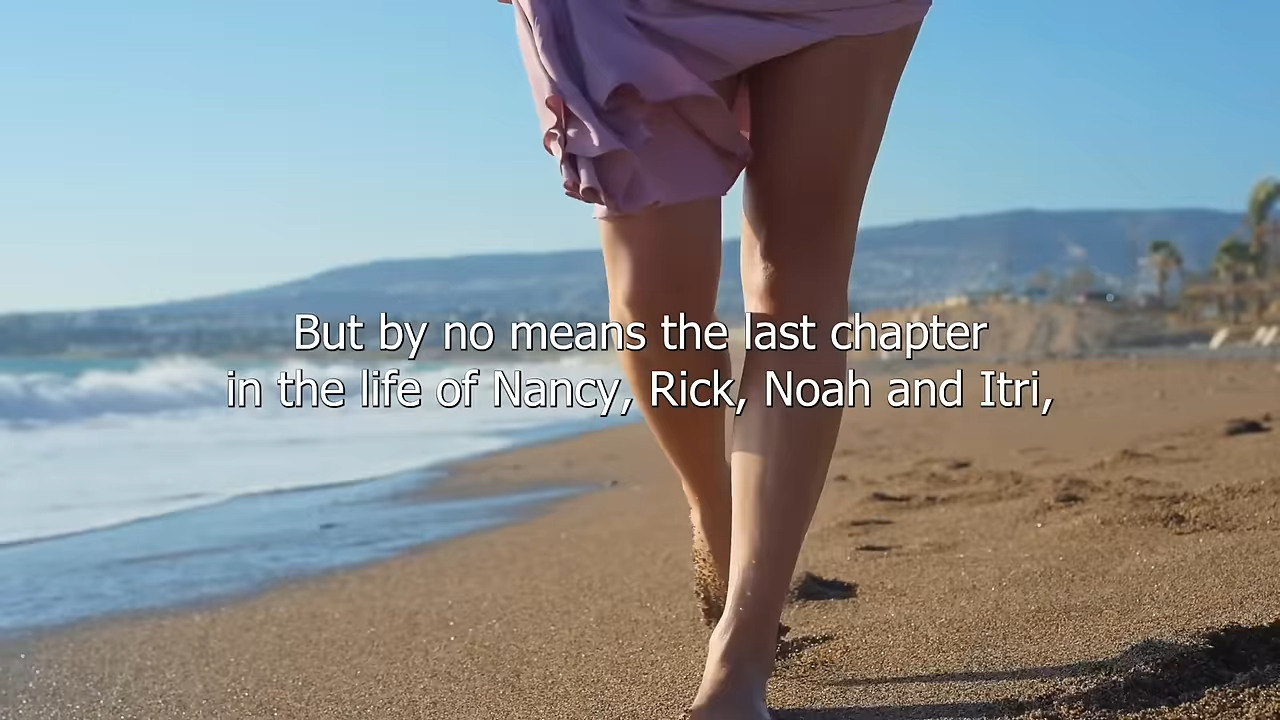 But by no means the last chapter
in the life of Nancy, Rick, Noah and Itri,